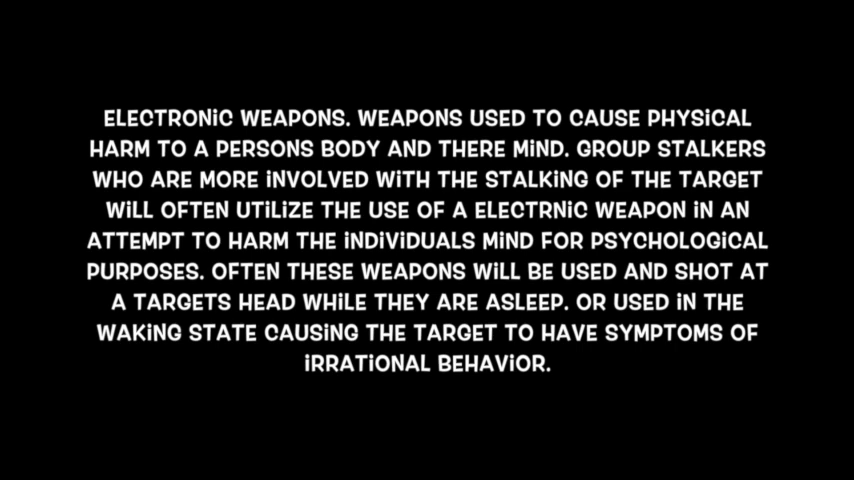 ELECTRONiC WEAPONS. WEAPONS USED TO CAUSE PHYSiCAL
HARM TO A PERSONS BODY AND THERE MiND. GROUP STALKERS
WHO ARE MORE iNVOLVED WiTH THE STALKiNG OF THE TARGET
WiLL OFTEN UTiLiZE THE USE OF A ELECTRNiC WEAPON iN AN
ATTEMPT TO HARM THE iNDiViDUALS MiND FOR PSYCHOLOGiCAL
PURPOSES. OFTEN THESE WEAPONS WiLL BE USED AND SHOT AT
A TARGETS HEAD WHiLE THEY ARE ASLEEP. OR USED iN THE
WAKiNG STATE CAUSiNG THE TARGET TO HAVE SYMPTOMS OF
iRRATiONAL BEHAViOR.